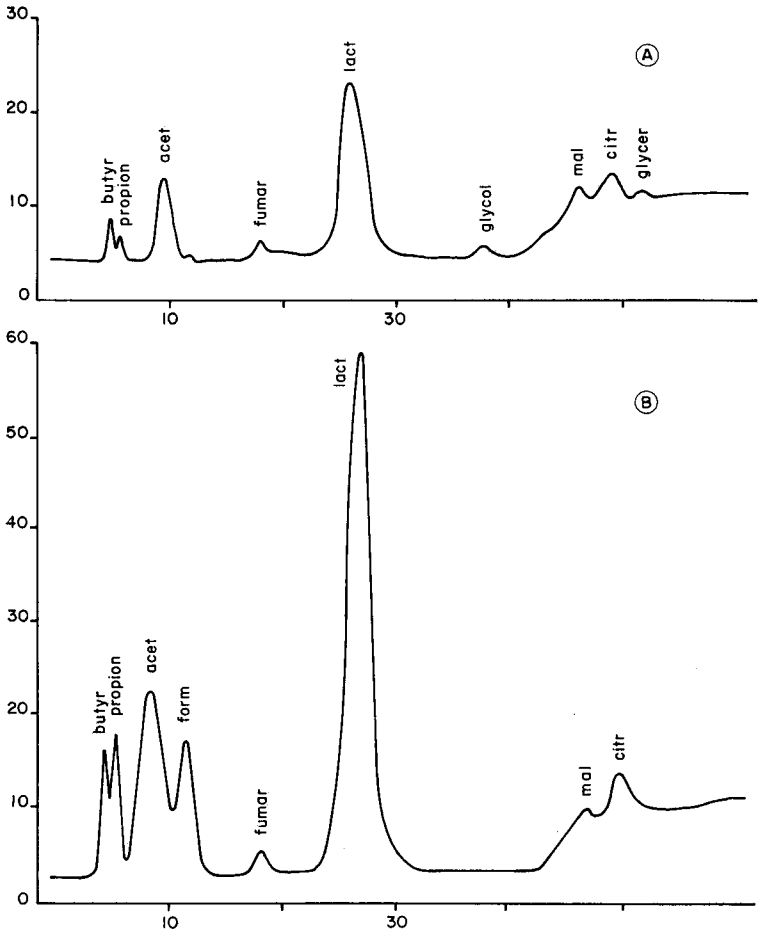 30
20
10
0
10
30
butyr
propion
acet
fumar
lact
glycol
mal
citr
glycer
A
60
50
40
30
20
10
0
10
30
butyr
propion
acet
form
fumar
lact
mal
citr
B